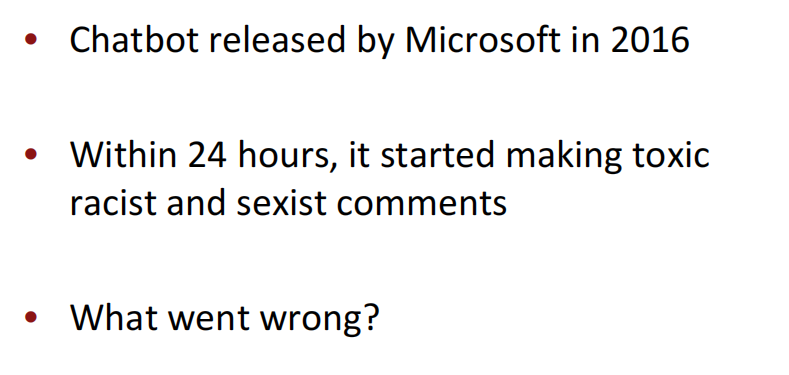 • Chatbot released by Microsoft in 2016
• Within 24 hours, it started making toxic
racist and sexist comments
• What went wrong?